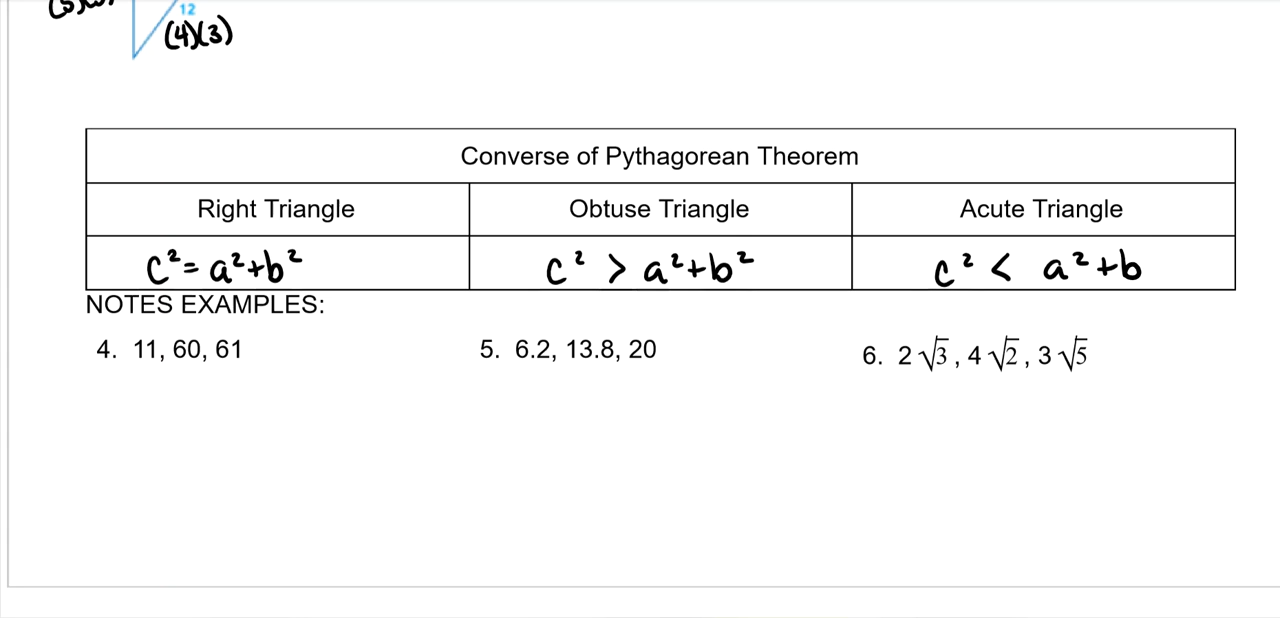 12
(4)(3)
Converse of Pythagorean Theorem
Right Triangle Obtuse Triangle Acute Triangle
c² = a²+b² c² > a²+b² c² < a²+b
NOTES EXAMPLES:
4. 11, 60, 61 5. 6.2, 13.8, 20 6. 2√3, 4√2, 3√5